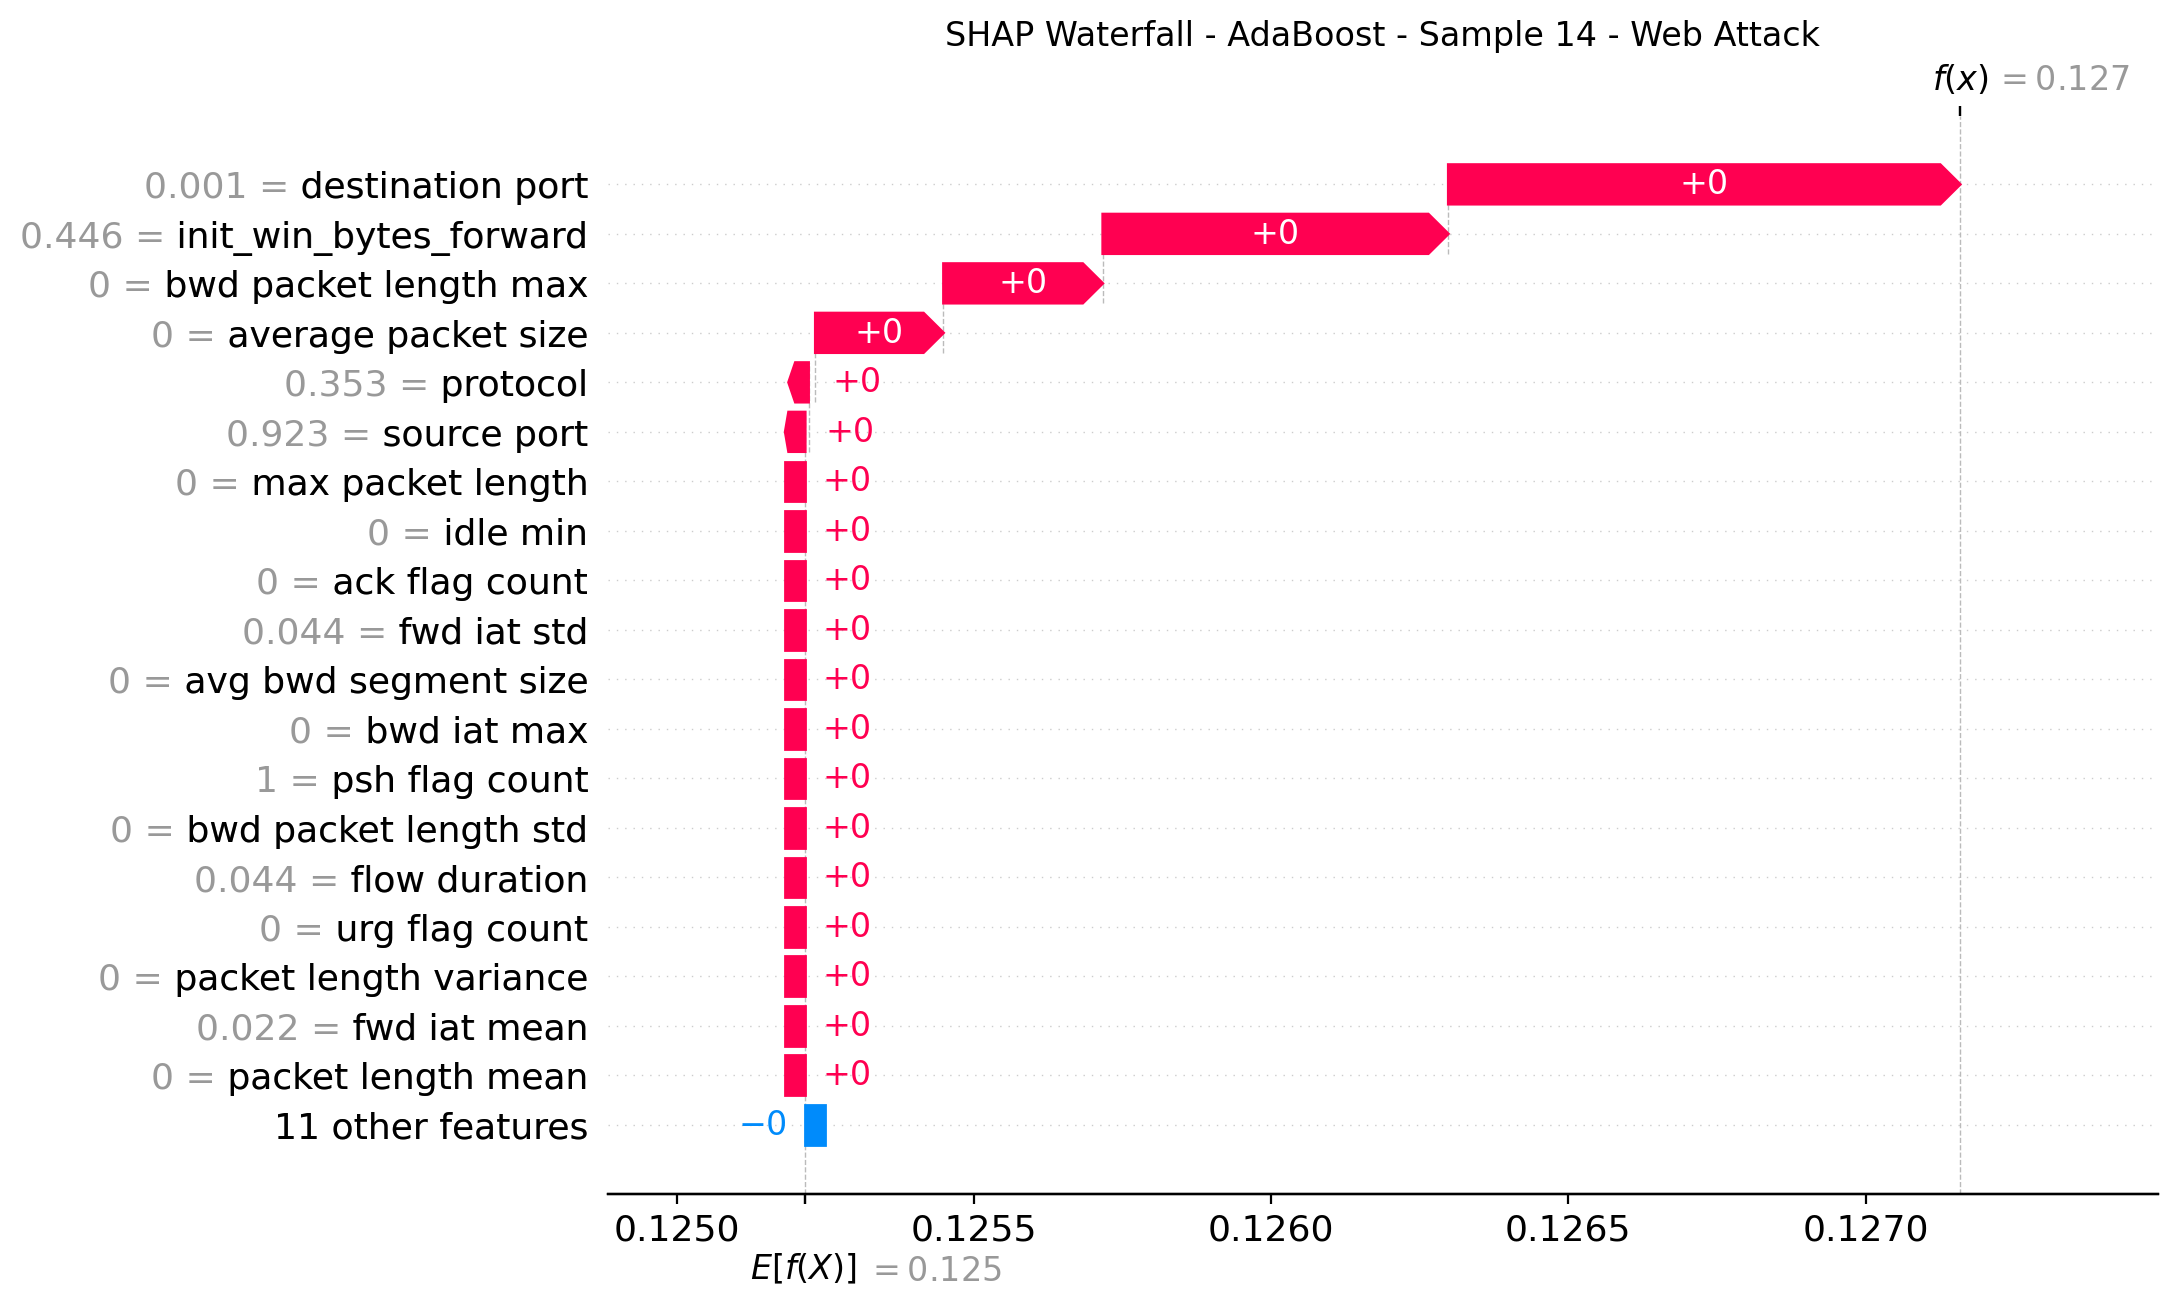 SHAP Waterfall - AdaBoost - Sample 14 - Web Attack
f(x) = 0.127
0.001 = destination port +0
0.446 = init_win_bytes_forward +0
0 = bwd packet length max +0
0 = average packet size +0
0.353 = protocol +0
0.923 = source port +0
0 = max packet length +0
0 = idle min +0
0 = ack flag count +0
0.044 = fwd iat std +0
0 = avg bwd segment size +0
0 = bwd iat max +0
1 = psh flag count +0
0 = bwd packet length std +0
0.044 = flow duration +0
0 = urg flag count +0
0 = packet length variance +0
0.022 = fwd iat mean +0
0 = packet length mean +0
11 other features −0
0.1250 0.1255 0.1260 0.1265 0.1270
E[f(X)] = 0.125